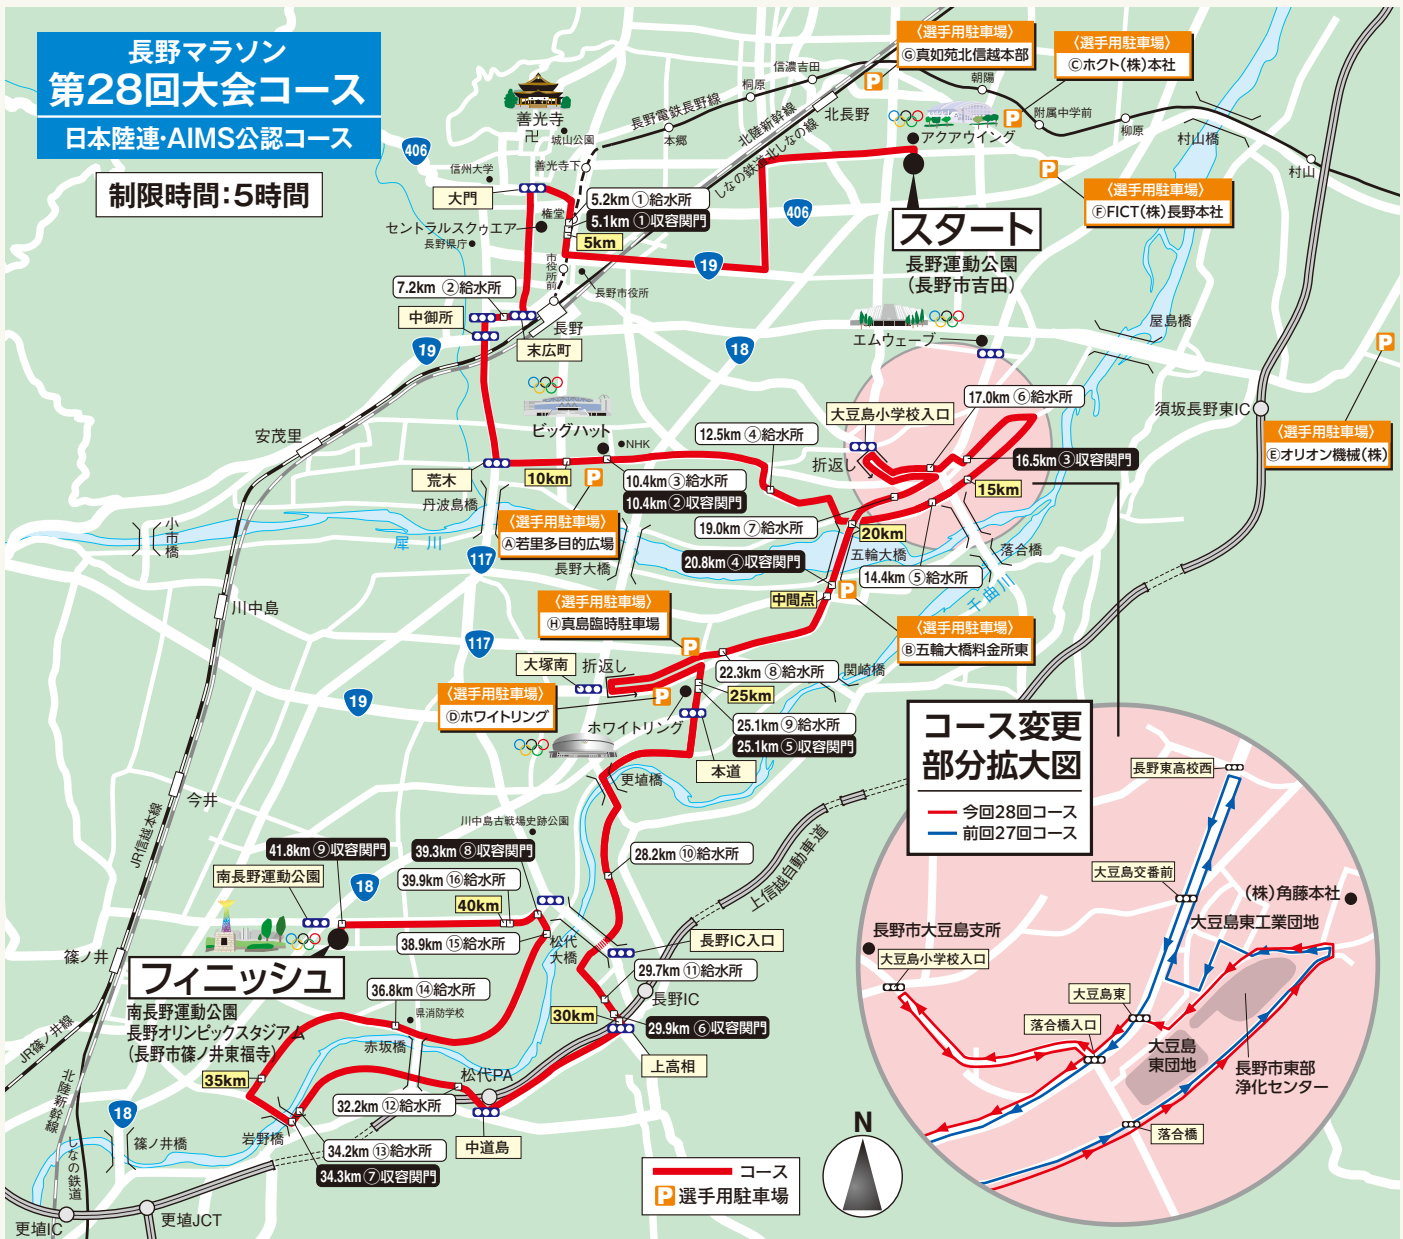 長野マラソン
第28回大会コース
日本陸連・AIMS公認コース
制限時間：5時間
〈選手用駐車場〉
Ⓖ真如苑北信越本部
〈選手用駐車場〉
Ⓒホクト(株)本社
信濃吉田
桐原
朝陽
附属中学前
柳原
村山橋
村山
長野電鉄長野線
本郷
北陸新幹線
しなの鉄道北しなの線
北長野
アクアウイング
善光寺
卍
城山公園
善光寺下
406
信州大学
大門
権堂
セントラルスクゥエア
長野県庁
5.2km ①給水所
5.1km ①収容関門
5km
406
〈選手用駐車場〉
ⒻFICT(株)長野本社
スタート
長野運動公園
(長野市吉田)
19
市役所前
長野市役所
7.2km ②給水所
中御所
長野
末広町
19
18
エムウェーブ
屋島橋
須坂長野東IC
〈選手用駐車場〉
Ⓔオリオン機械(株)
ビッグハット
NHK
安茂里
荒木
10km
丹波島橋
12.5km ④給水所
10.4km ③給水所
10.4km ②収容関門
大豆島小学校入口
折返し
17.0km ⑥給水所
16.5km ③収容関門
15km
19.0km ⑦給水所
20km
五輪大橋
落合橋
20.8km ④収容関門
14.4km ⑤給水所
中間点
千曲川
小市橋
犀川
〈選手用駐車場〉
Ⓐ若里多目的広場
長野大橋
117
川中島
117
〈選手用駐車場〉
Ⓗ真島臨時駐車場
〈選手用駐車場〉
Ⓑ五輪大橋料金所東
大塚南
折返し
22.3km ⑧給水所
関崎橋
25km
〈選手用駐車場〉
Ⓓホワイトリング
ホワイトリング
25.1km ⑨給水所
25.1km ⑤収容関門
19
本道
更埴橋
今井
JR信越本線
川中島古戦場史跡公園
41.8km ⑨収容関門
39.3km ⑧収容関門
28.2km ⑩給水所
上信越自動車道
南長野運動公園
18
39.9km ⑯給水所
40km
38.9km ⑮給水所
松代大橋
長野IC入口
29.7km ⑪給水所
長野IC
30km
29.9km ⑥収容関門
上高相
篠ノ井
フィニッシュ
南長野運動公園
長野オリンピックスタジアム
(長野市篠ノ井東福寺)
36.8km ⑭給水所
県消防学校
赤坂橋
JR篠ノ井線
北陸新幹線
しなの鉄道
35km
松代PA
32.2km ⑫給水所
中道島
岩野橋
34.2km ⑬給水所
34.3km ⑦収容関門
18
篠ノ井橋
更埴IC
更埴JCT
コース
P 選手用駐車場
N
コース変更
部分拡大図
今回28回コース
前回27回コース
長野東高校西
大豆島交番前
(株)角藤本社
大豆島東工業団地
長野市大豆島支所
大豆島小学校入口
大豆島東
落合橋入口
大豆島
東団地
長野市東部
浄化センター
落合橋